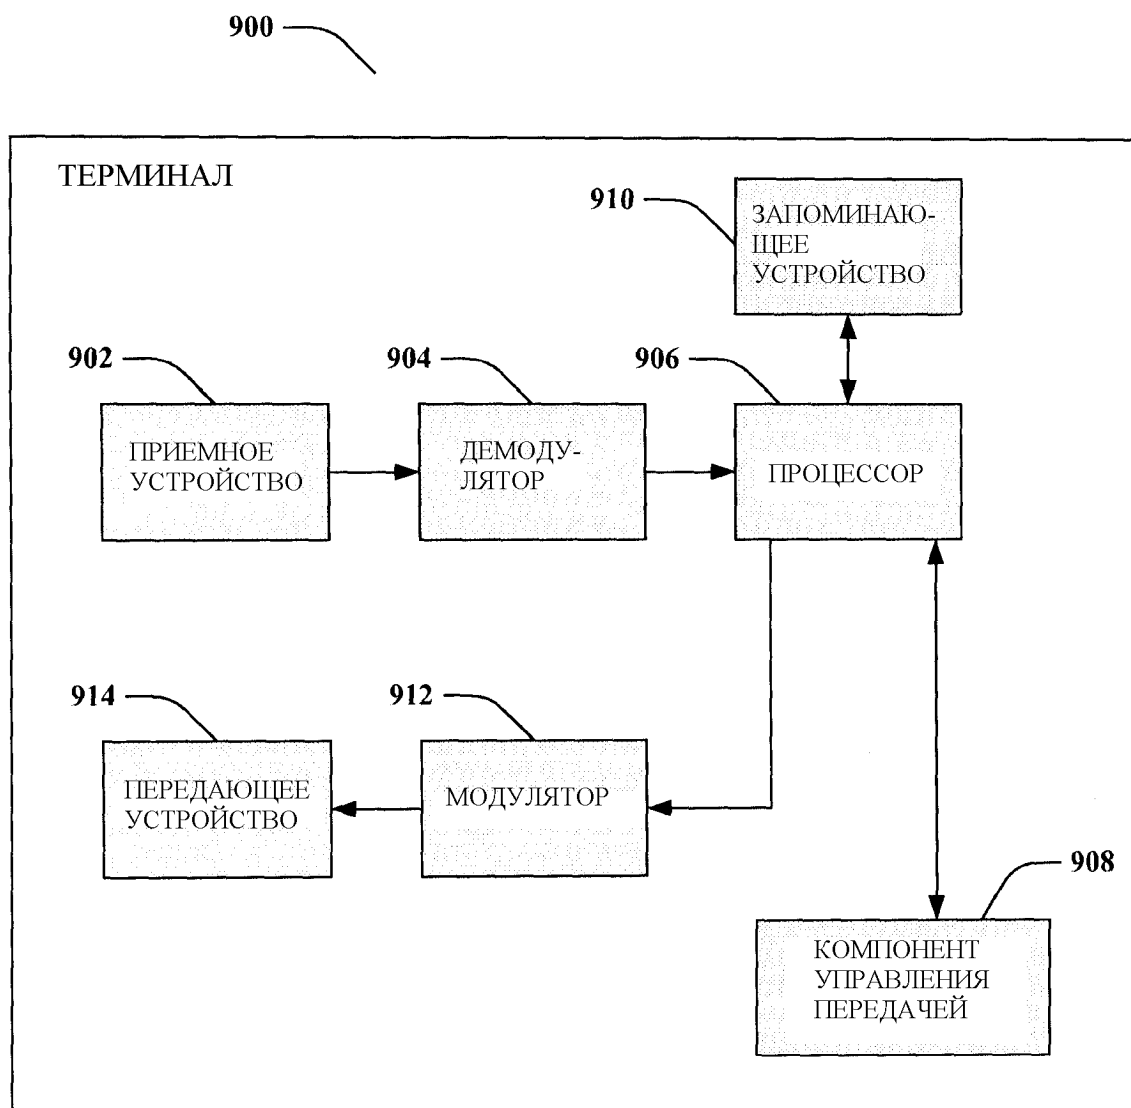 900
ТЕРМИНАЛ
910
ЗАПОМИНАЮ-
ЩЕЕ
УСТРОЙСТВО
902
904
906
ПРИЕМНОЕ
УСТРОЙСТВО
ДЕМОДУ-
ЛЯТОР
ПРОЦЕССОР
914
912
ПЕРЕДАЮЩЕЕ
УСТРОЙСТВО
МОДУЛЯТОР
908
КОМПОНЕНТ
УПРАВЛЕНИЯ
ПЕРЕДАЧЕЙ